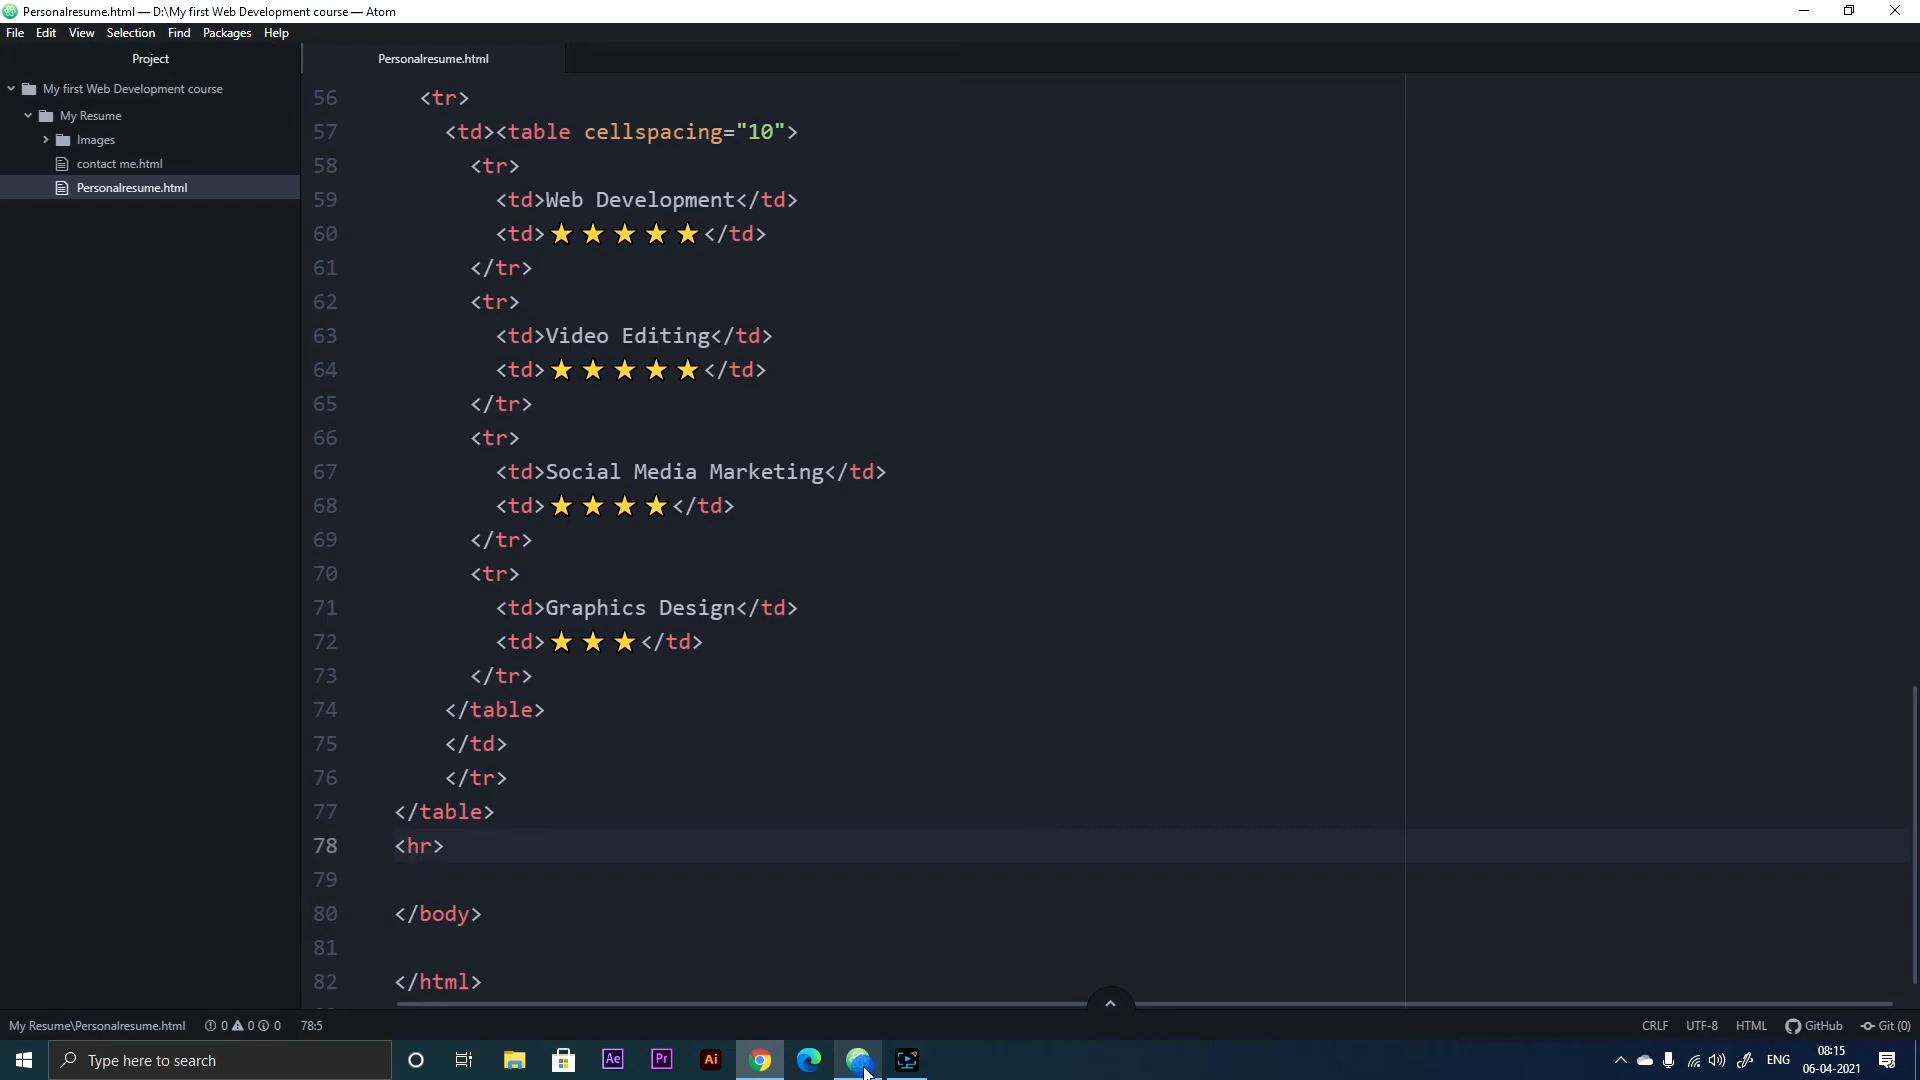 Personalresume.html — D:\My first Web Development course — Atom
File Edit View Selection Find Packages Help
Project
Personalresume.html
My first Web Development course
My Resume
Images
contact me.html
Personalresume.html
56 <tr>
57 <td><table cellspacing="10">
58 <tr>
59 <td>Web Development</td>
60 <td>⭐⭐⭐⭐⭐</td>
61 </tr>
62 <tr>
63 <td>Video Editing</td>
64 <td>⭐⭐⭐⭐⭐</td>
65 </tr>
66 <tr>
67 <td>Social Media Marketing</td>
68 <td>⭐⭐⭐⭐</td>
69 </tr>
70 <tr>
71 <td>Graphics Design</td>
72 <td>⭐⭐⭐</td>
73 </tr>
74 </table>
75 </td>
76 </tr>
77 </table>
78 <hr>
79
80 </body>
81
82 </html>
My Resume\Personalresume.html 0 0 0 78:5 CRLF UTF-8 HTML GitHub Git (0)
Type here to search Ae Pr Ai ENG 08:15
06-04-2021